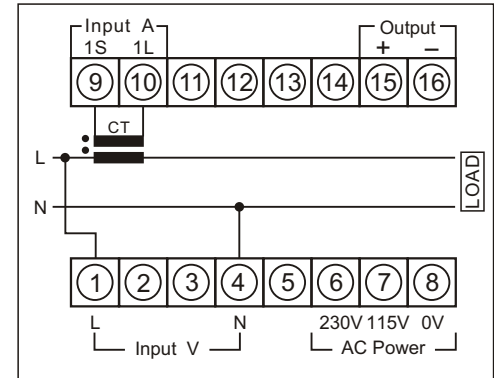 Input A Output
1S 1L + –
9 10 11 12 13 14 15 16
CT
L
N
LOAD
1 2 3 4 5 6 7 8
L N 230V 115V 0V
Input V AC Power